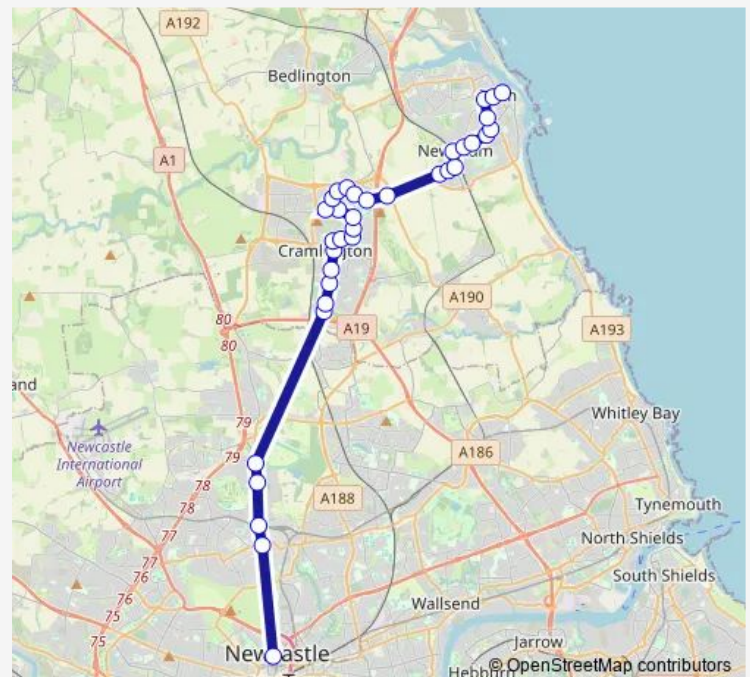 A192
Bedlington
A1
Cramlington
A190
80
80
A19
A193
and
Newcastle
International
Airport
79
79
78
78
77
77
76
76
75
75
Whitley Bay
A186
A188
Tynemouth
North Shields
South Shields
Wallsend
Newcastle
Jarrow
© OpenStreetMap contributors